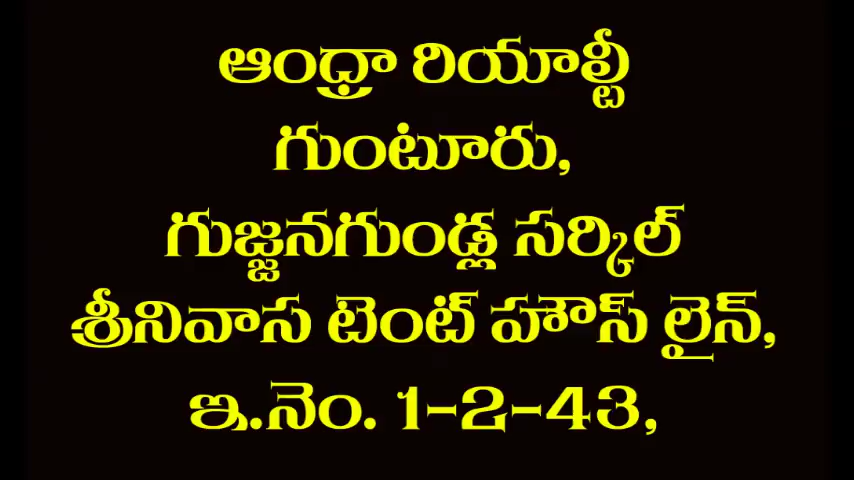 ఆంధ్రా రియాల్టీ
గుంటూరు,
గుజ్జనగుండ్ల సర్కిల్
శ్రీనివాస టెంట్ హౌస్ లైన్,
ఇ.నెం. 1-2-43,